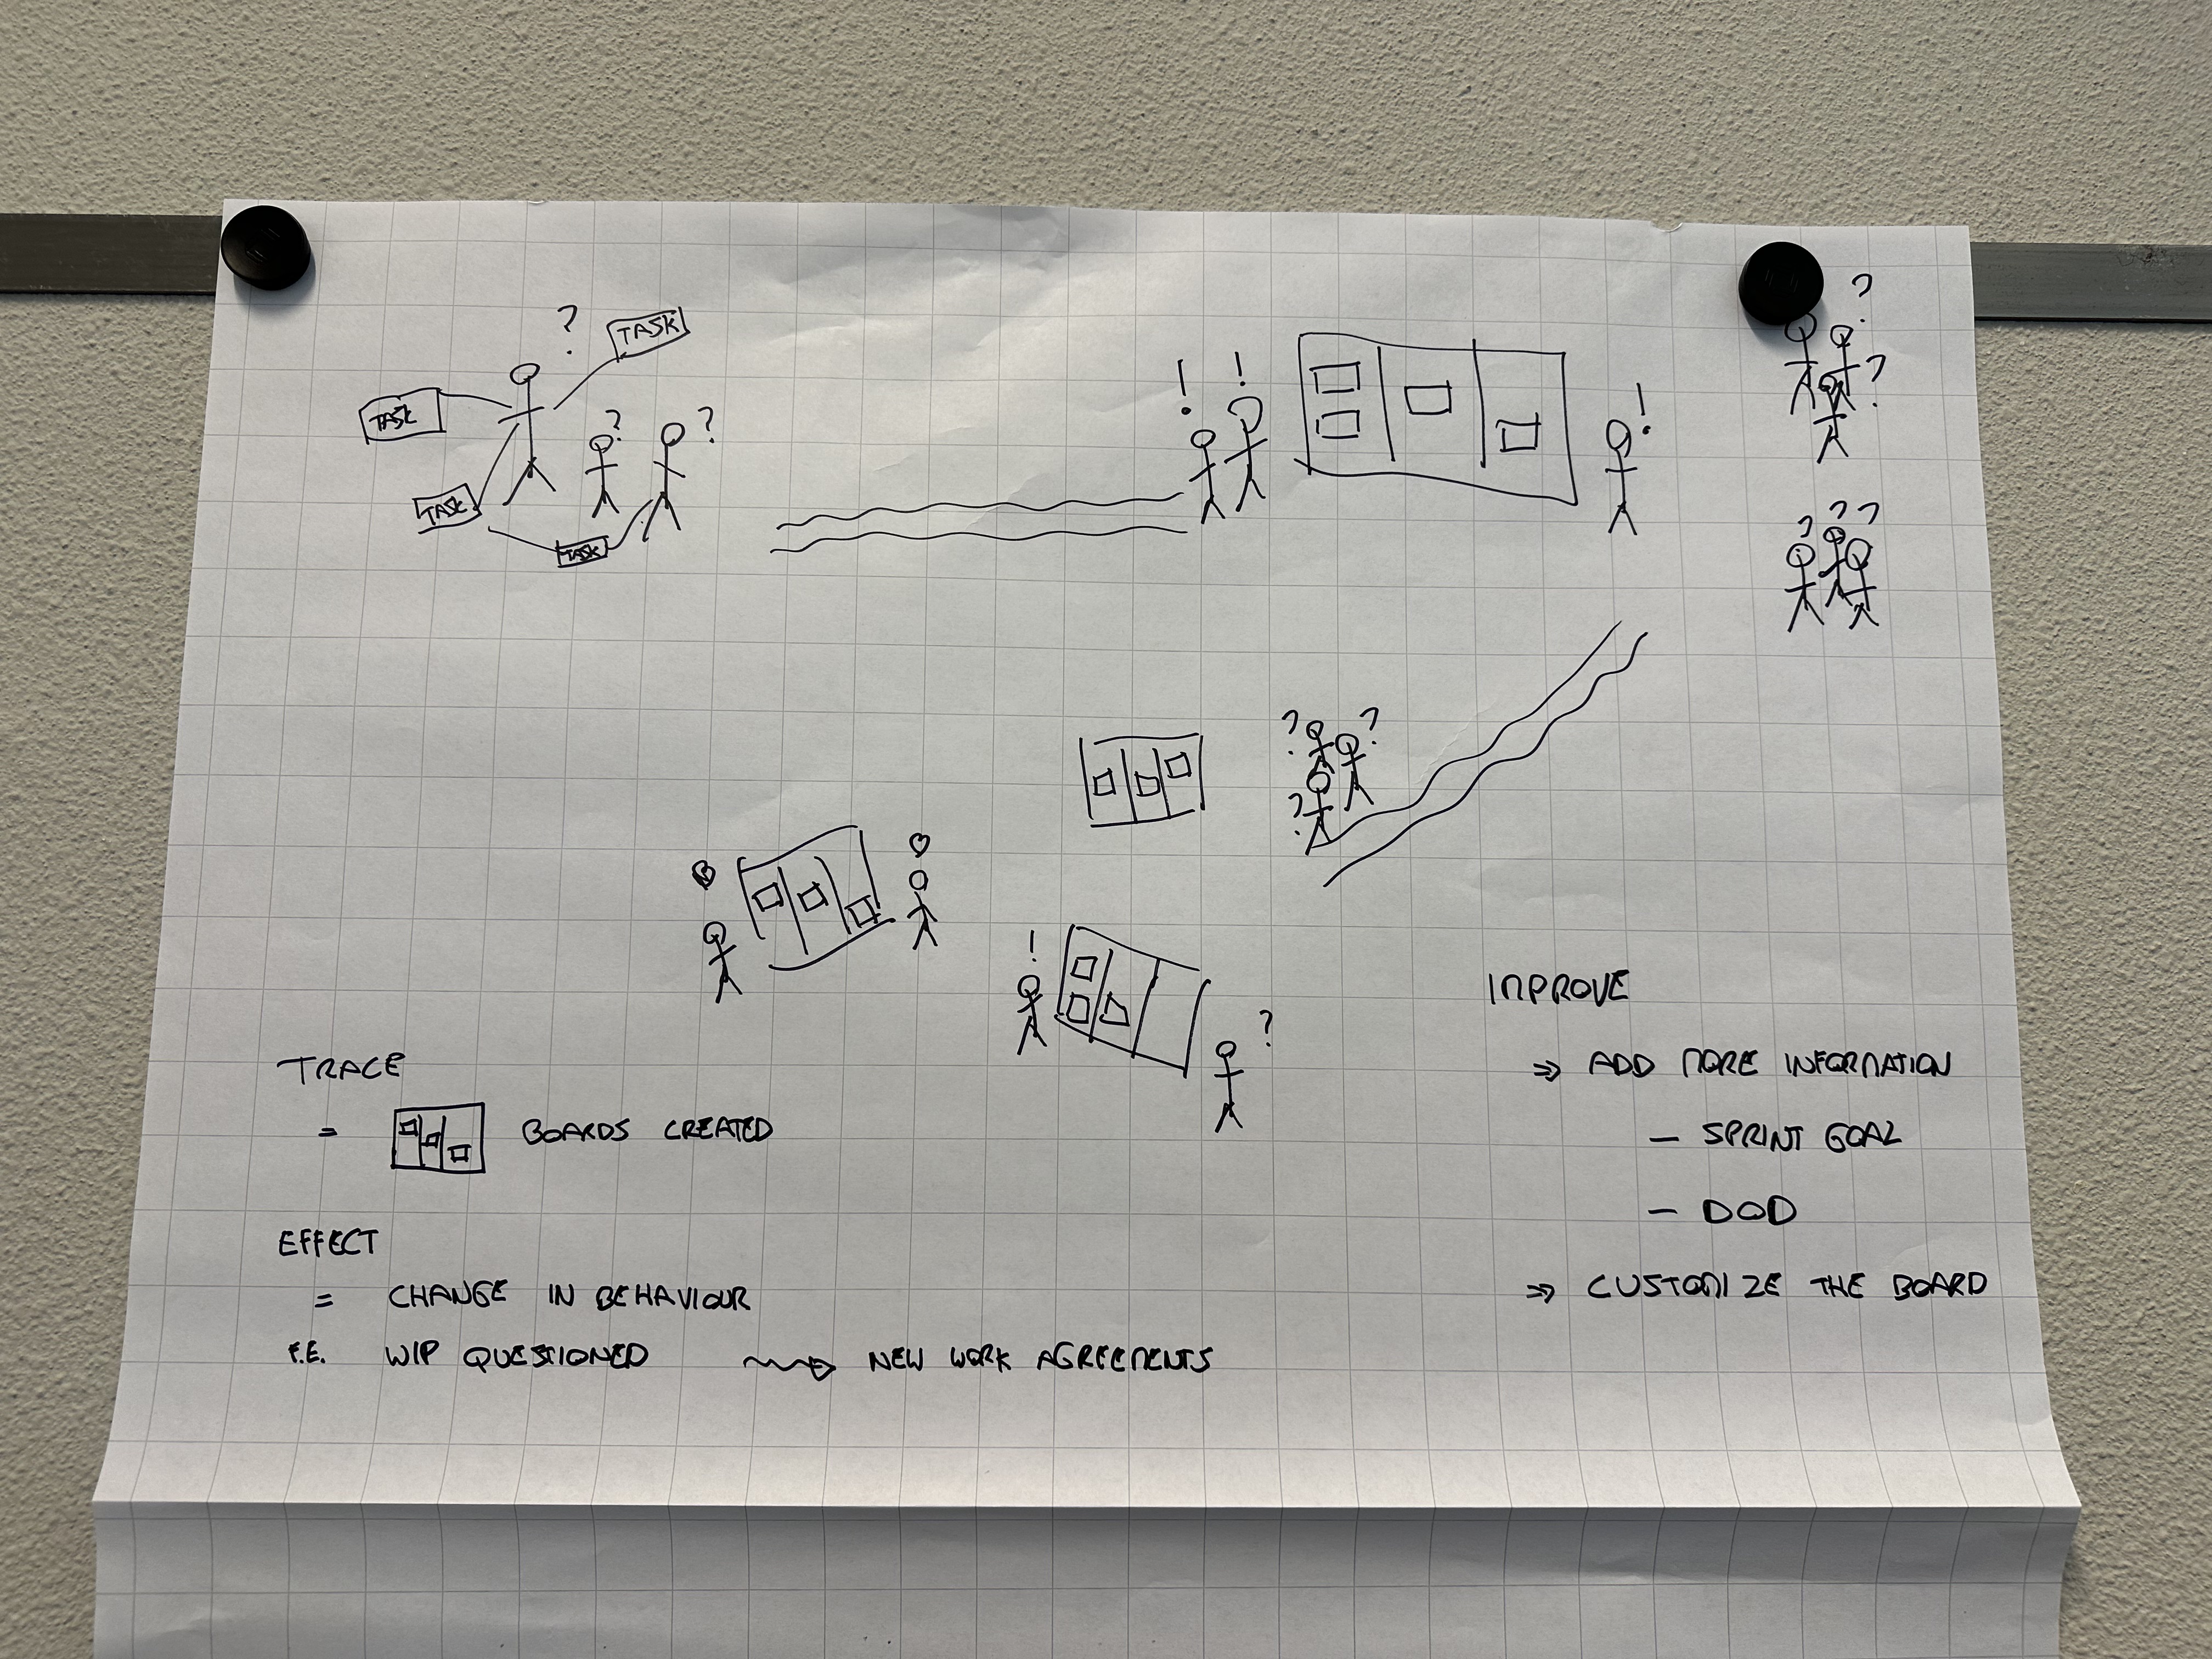 ?
TASK
TASK
?
?
TASK
TASK
! !
!
?
?
? ? ?
? ?
?
!
?
TRACE
= BOARDS CREATED
EFFECT
= CHANGE IN BEHAVIOUR
F.E. WIP QUESTIONED NEW WORK AGREEMENTS
IMPROVE
⇒ ADD MORE INFORMATION
— SPRINT GOAL
— DOD
⇒ CUSTOMIZE THE BOARD